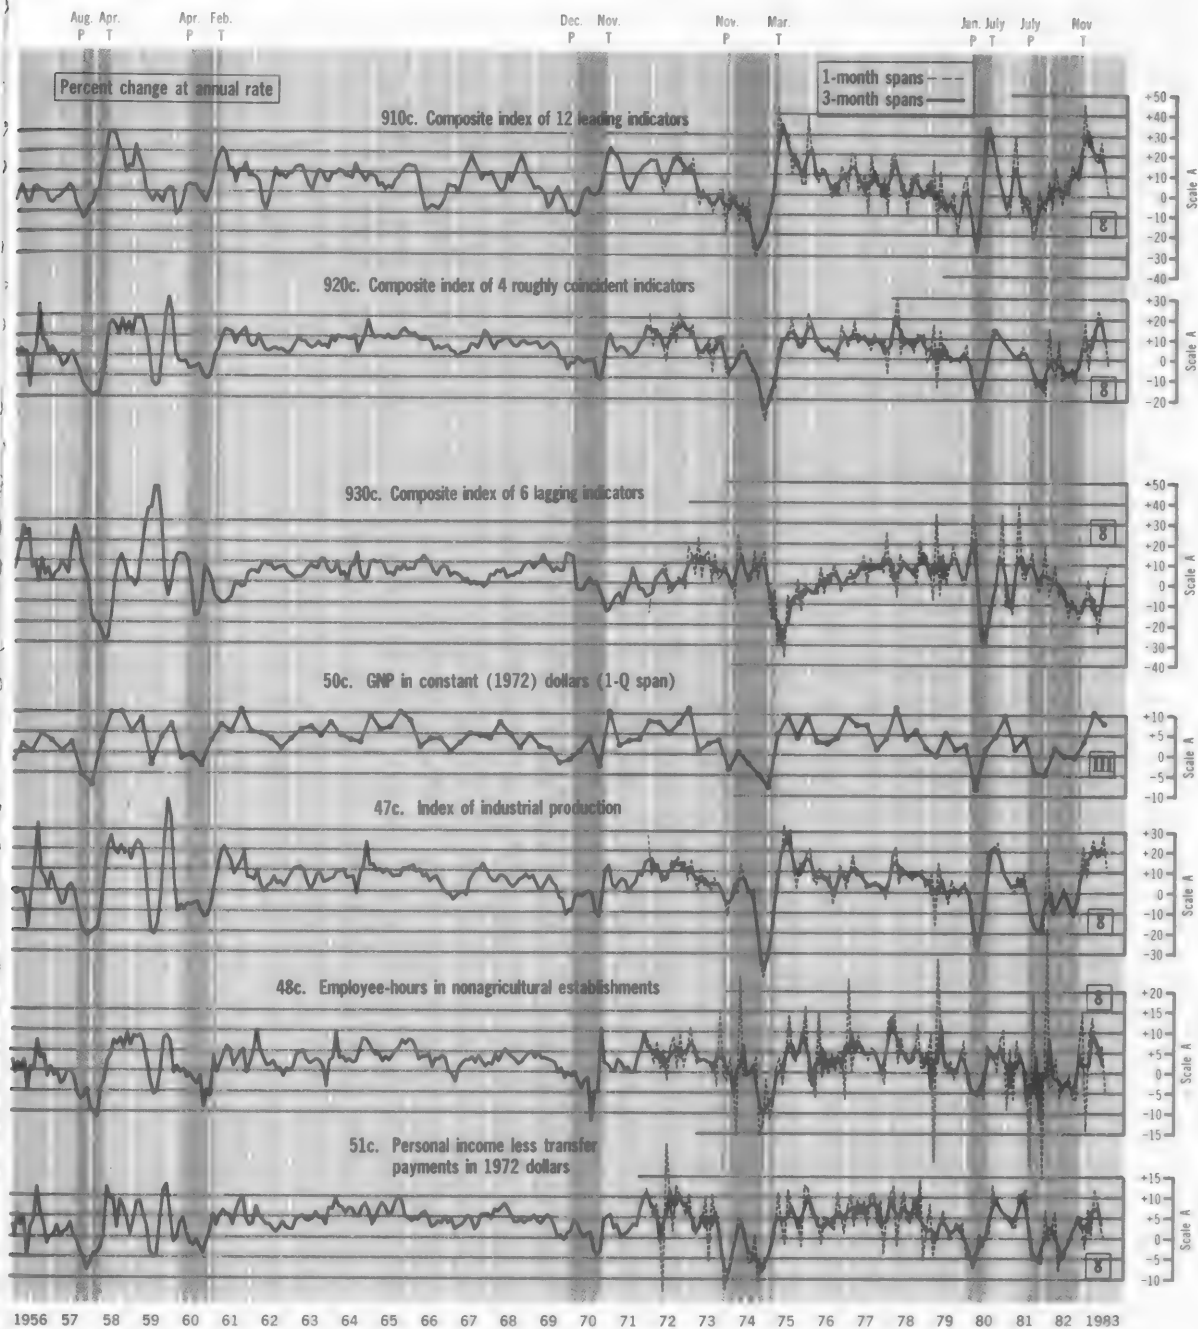 Aug. Apr. Apr. Feb. Dec. Nov. Nov. Mar. Jan. July July Nov
P T P T P T P T P T P T
Percent change at annual rate
1-month spans
3-month spans
910c. Composite index of 12 leading indicators
+50
+40
+30
+20
+10
0
-10
-20
-30
-40
Scale A
8
920c. Composite index of 4 roughly coincident indicators
+30
+20
+10
0
-10
-20
Scale A
8
930c. Composite index of 6 lagging indicators
+50
+40
+30
+20
+10
0
-10
-20
-30
-40
Scale A
8
50c. GNP in constant (1972) dollars (1-Q span)
+10
+5
0
-5
-10
Scale A
III
47c. Index of industrial production
+30
+20
+10
0
-10
-20
-30
Scale A
8
48c. Employee-hours in nonagricultural establishments
+20
+15
+10
+5
0
-5
-10
-15
Scale A
8
51c. Personal income less transfer
payments in 1972 dollars
+15
+10
+5
0
-5
-10
Scale A
8
1956 57 58 59 60 61 62 63 64 65 66 67 68 69 70 71 72 73 74 75 76 77 78 79 80 81 82 1983